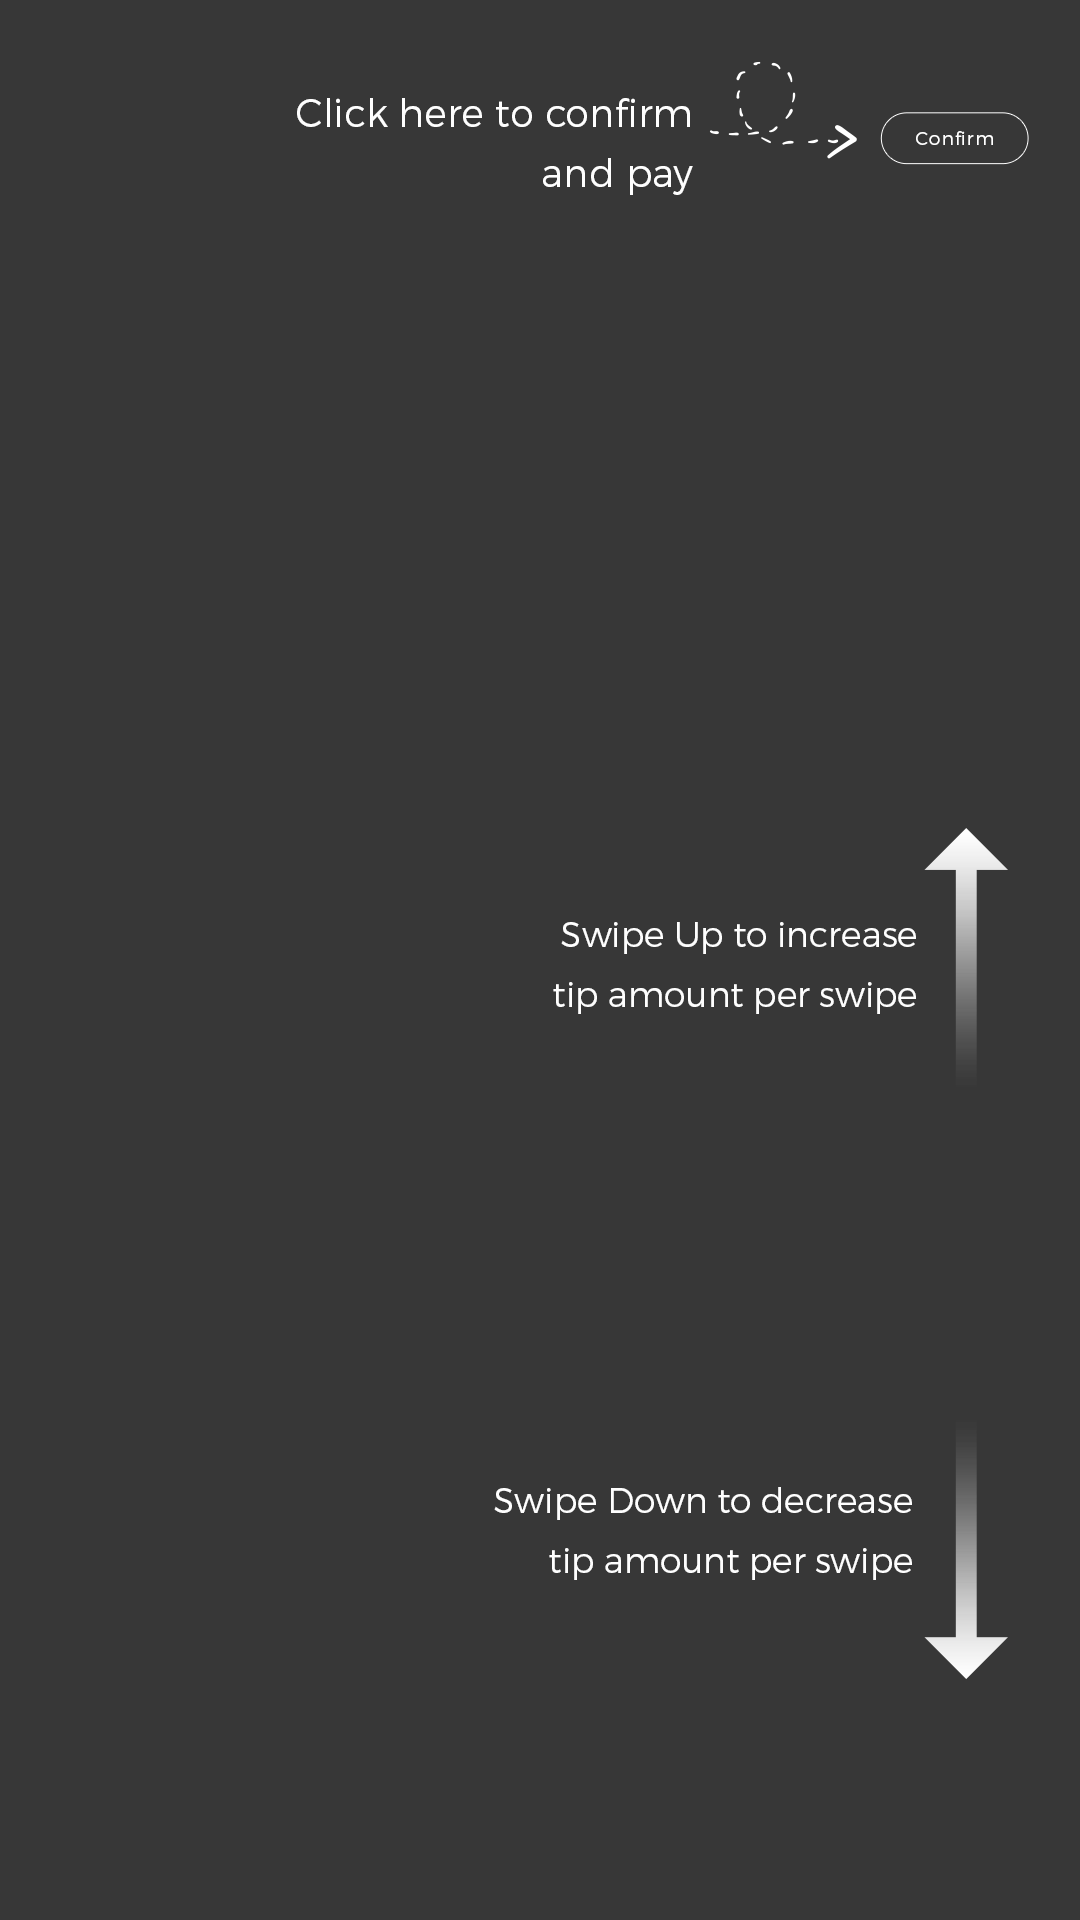 Click here to confirm
and pay
Confirm
Swipe Up to increase
tip amount per swipe
Swipe Down to decrease
tip amount per swipe